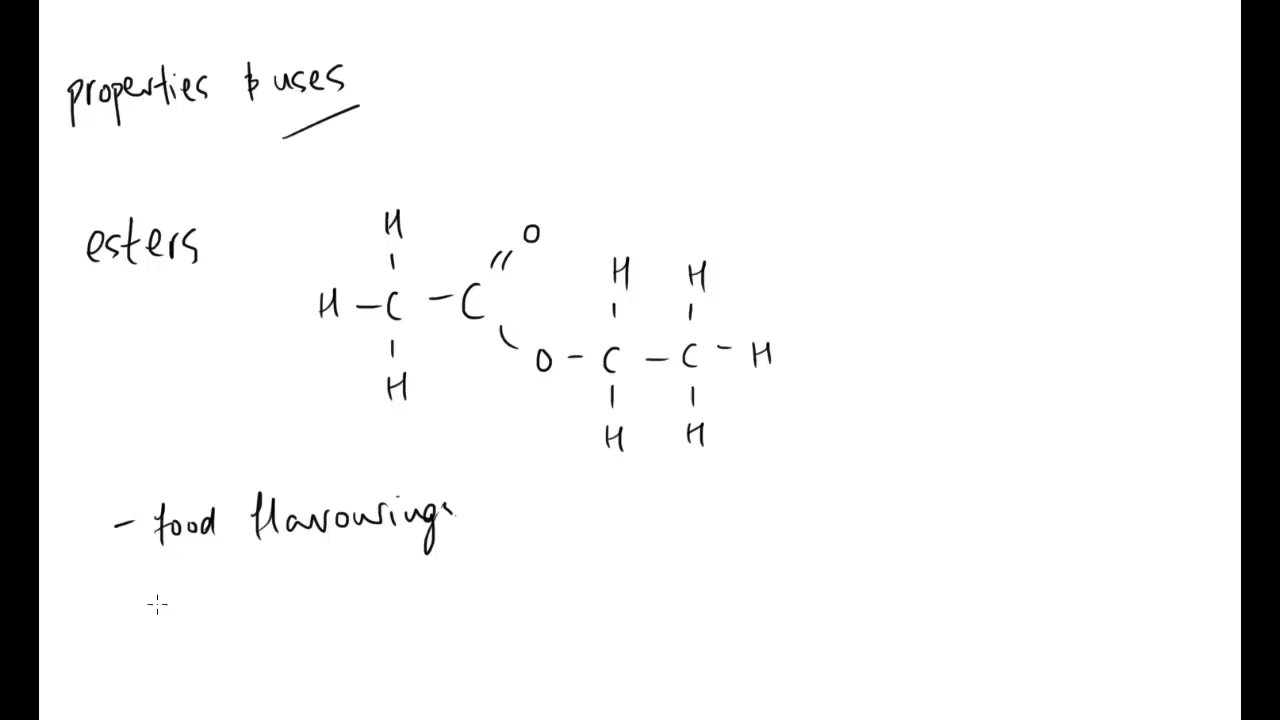 properties & uses
esters
H O
H H
H - C - C
O - C - C - H
H
H H
- food flavourings